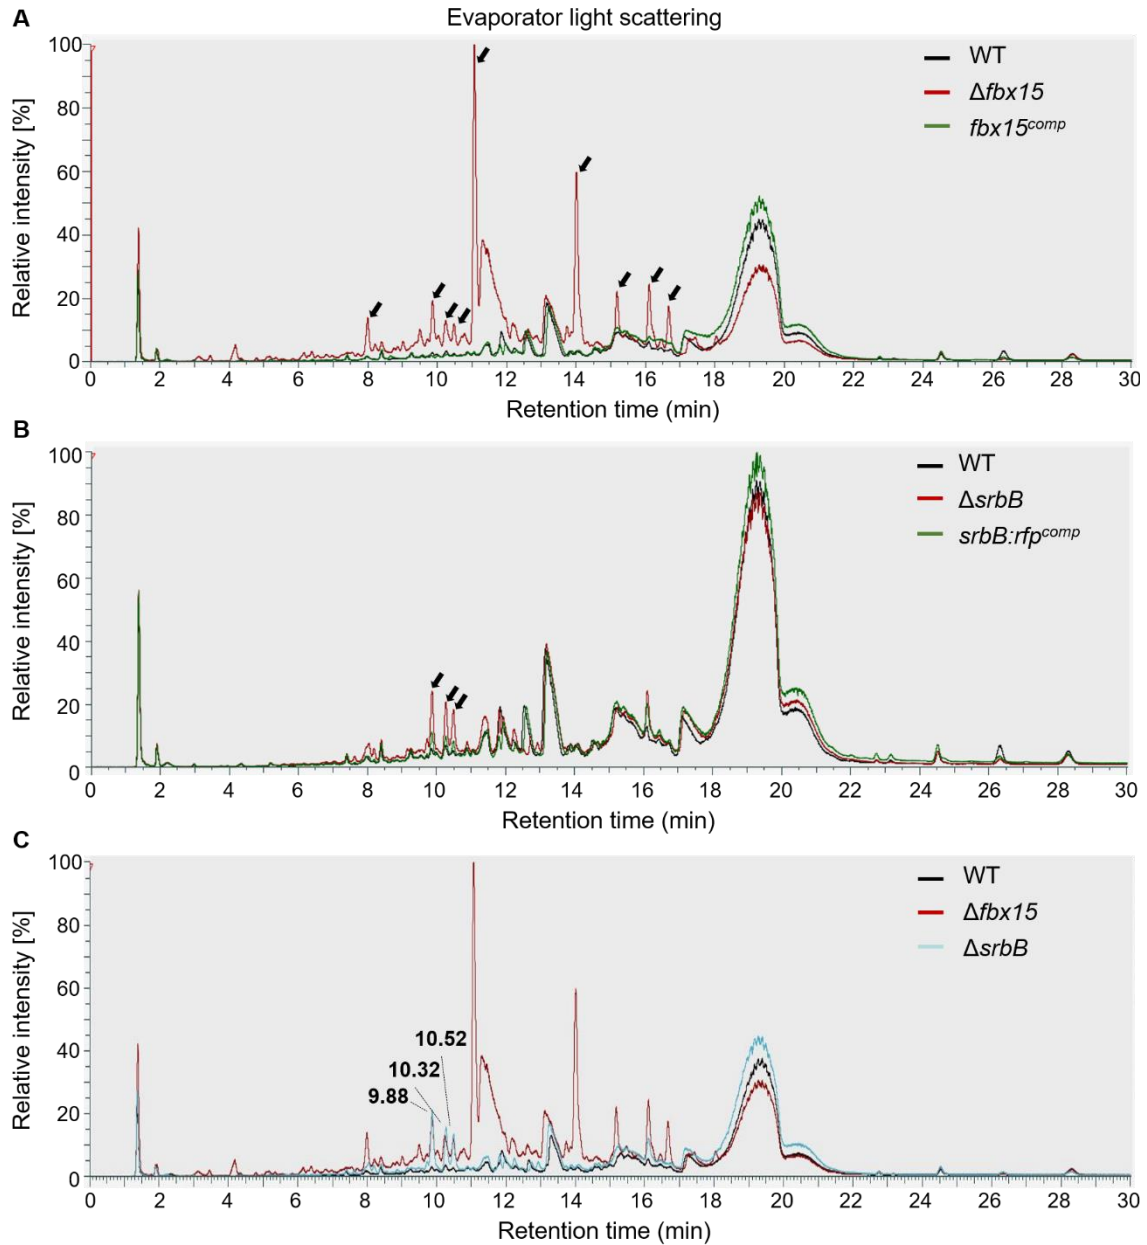 A
Evaporator light scattering
Relative intensity [%]
100
80
60
40
20
0
WT
Δfbx15
fbx15comp
0 2 4 6 8 10 12 14 16 18 20 22 24 26 28 30
Retention time (min)
B
Relative intensity [%]
100
80
60
40
20
0
WT
ΔsrbB
srbB:rfpcomp
0 2 4 6 8 10 12 14 16 18 20 22 24 26 28 30
Retention time (min)
C
Relative intensity [%]
100
80
60
40
20
0
WT
Δfbx15
ΔsrbB
10.52
10.32
9.88
0 2 4 6 8 10 12 14 16 18 20 22 24 26 28 30
Retention time (min)